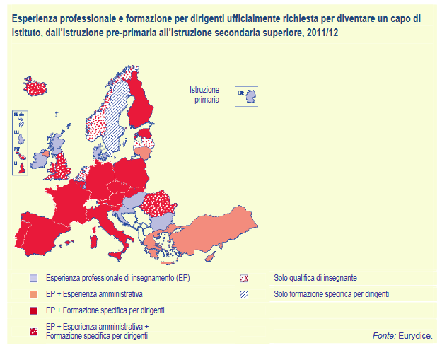 Esperienza professionale e formazione per dirigenti ufficialmente richiesta per diventare un capo di
Istituto, dall'Istruzione pre-primaria all'Istruzione secondaria superiore, 2011/12
Istruzione
primaria
Esperienza professionale di insegnamento (EP)
Solo qualifica di insegnante
EP + Esperienza amministrativa
Solo formazione specifica per dirigenti
EP + Formazione specifica per dirigenti
EP + Esperienza amministrativa +
Formazione specifica per dirigenti
Fonte: Eurydice.